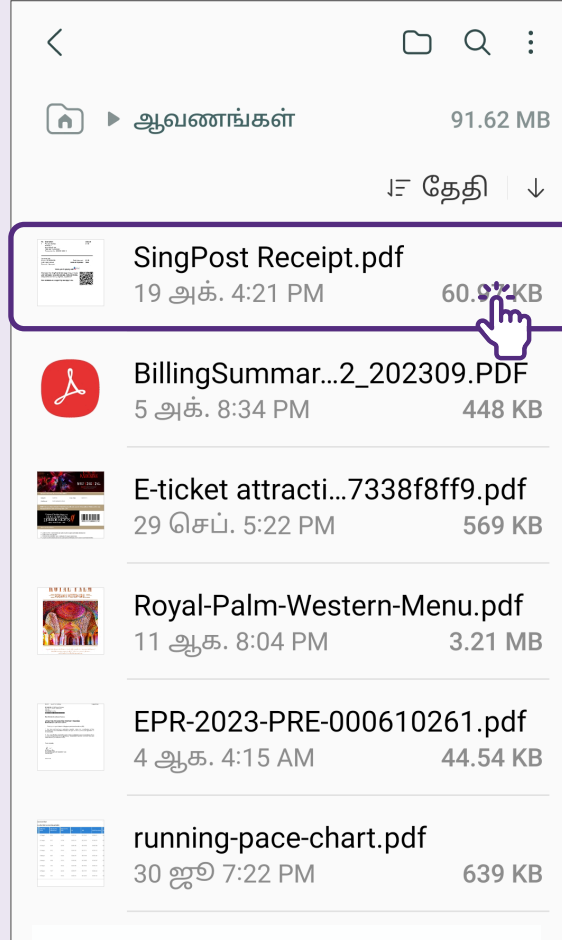 ஆவணங்கள் 91.62 MB
தேதி
SingPost Receipt.pdf
19 அக். 4:21 PM 60.97 KB
BillingSummar...2_202309.PDF
5 அக். 8:34 PM 448 KB
E-ticket attracti...7338f8ff9.pdf
29 செப். 5:22 PM 569 KB
Royal-Palm-Western-Menu.pdf
11 ஆக. 8:04 PM 3.21 MB
EPR-2023-PRE-000610261.pdf
4 ஆக. 4:15 AM 44.54 KB
running-pace-chart.pdf
30 ஜூ 7:22 PM 639 KB